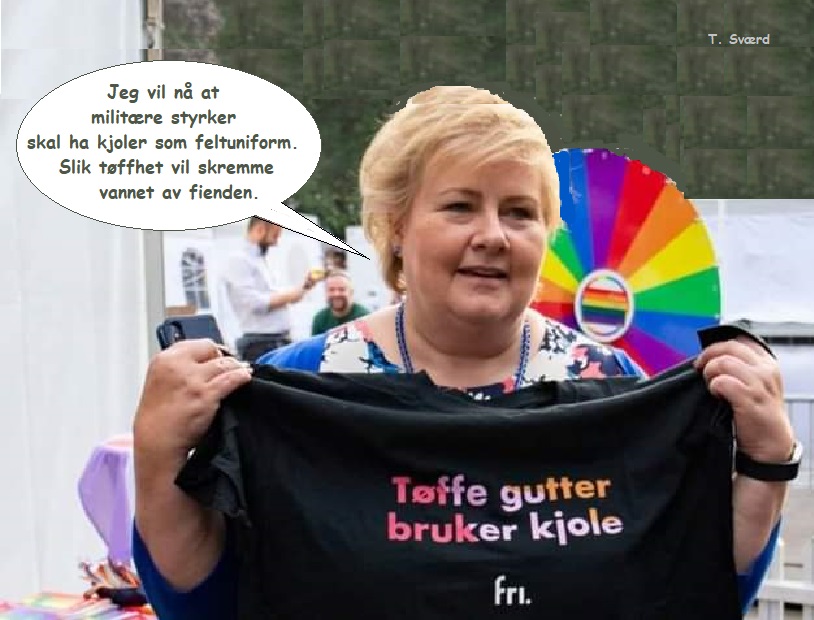 T. Sværd
Jeg vil nå at
militære styrker
skal ha kjoler som feltuniform.
Slik tøffhet vil skremme
vannet av fienden.
Tøffe gutter
bruker kjole
fri.